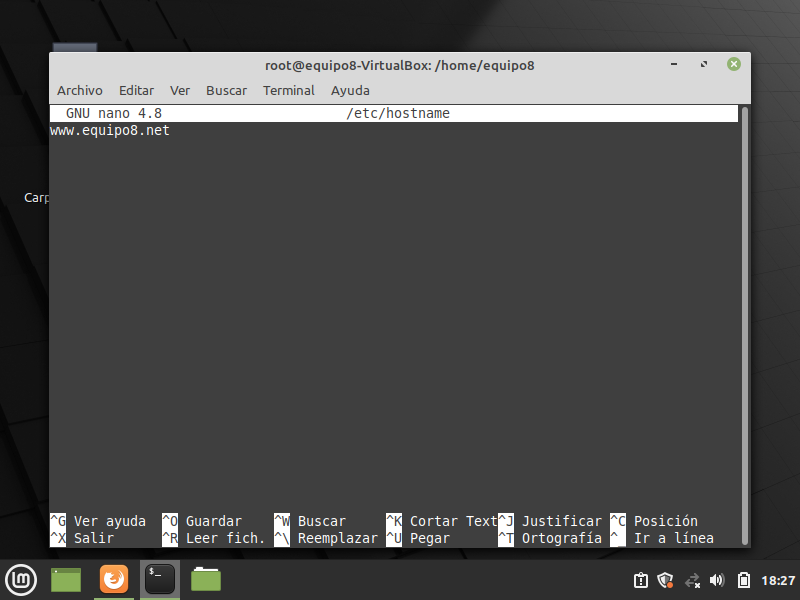 root@equipo8-VirtualBox: /home/equipo8
Archivo Editar Ver Buscar Terminal Ayuda
GNU nano 4.8 /etc/hostname
www.equipo8.net
Carp
^G Ver ayuda ^O Guardar ^W Buscar ^K Cortar Text ^J Justificar ^C Posición
^X Salir ^R Leer fich. ^\ Reemplazar ^U Pegar ^T Ortografía ^ Ir a línea
$_
18:27